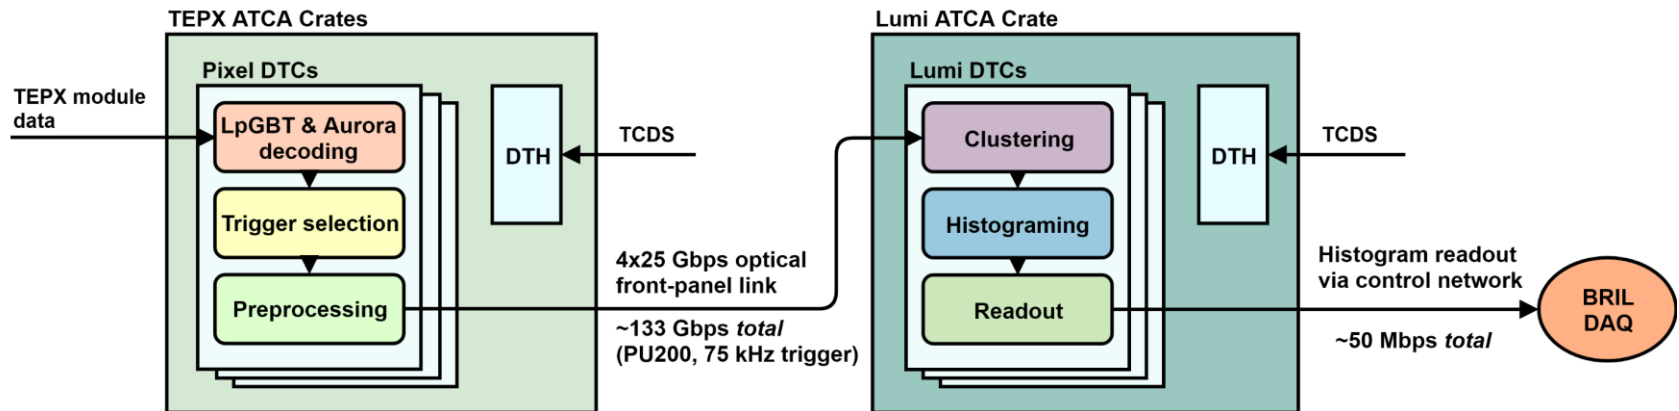 TEPX ATCA Crates
Pixel DTCs
TEPX module
data
LpGBT & Aurora
decoding
Trigger selection
Preprocessing
DTH
TCDS
4x25 Gbps optical
front-panel link
~133 Gbps total
(PU200, 75 kHz trigger)
Lumi ATCA Crate
Lumi DTCs
Clustering
Histograming
Readout
DTH
TCDS
Histogram readout
via control network
~50 Mbps total
BRIL
DAQ